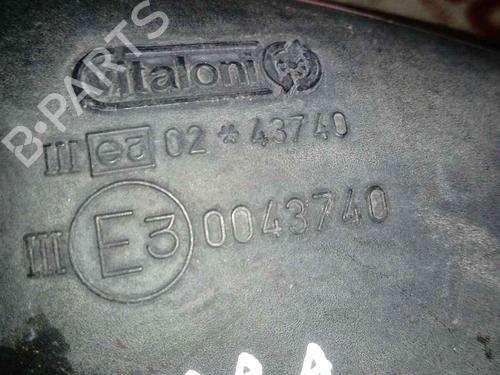 Vitaloni
III e3 02 * 43740
III E3 0043740
B-PARTS